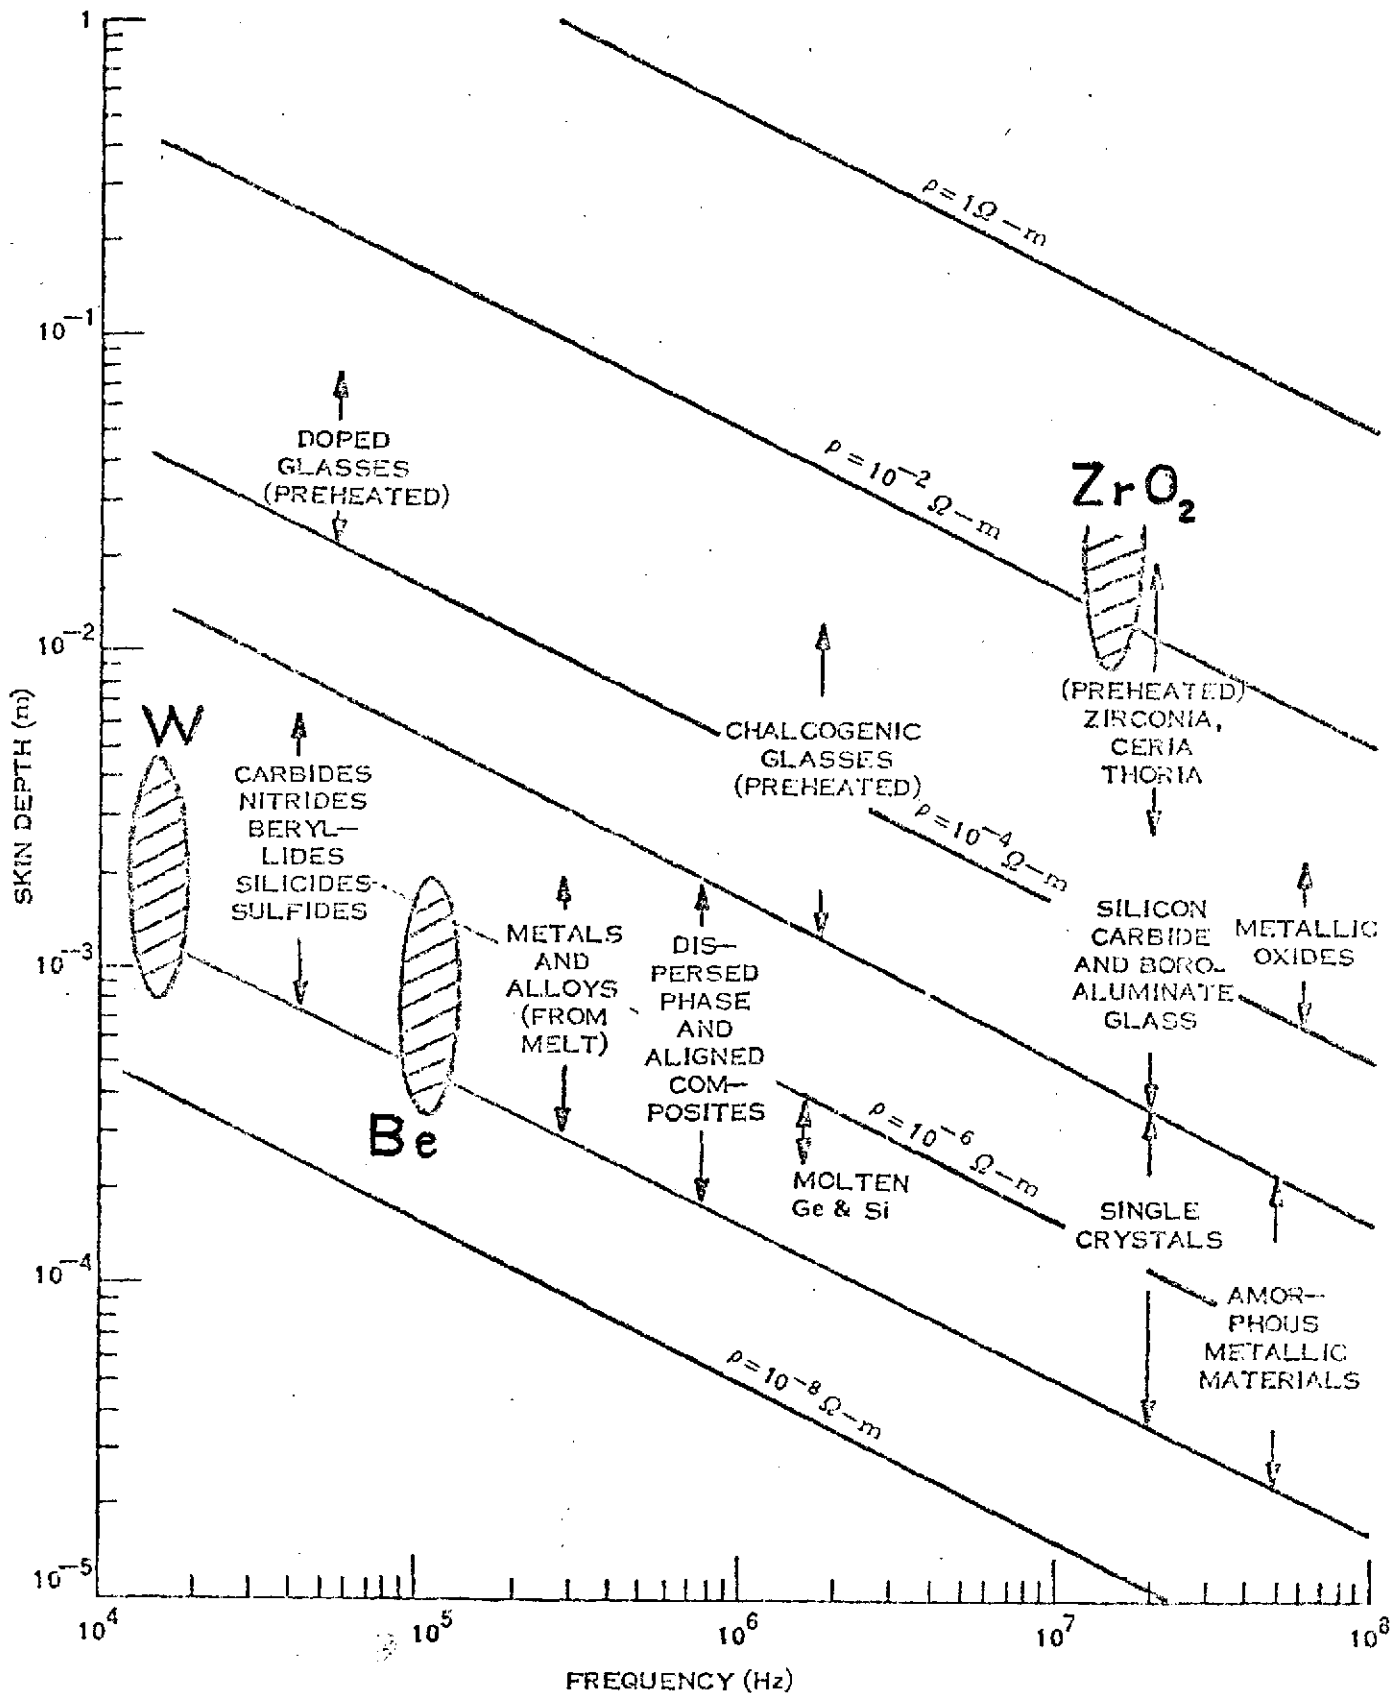 1
10⁻¹
10⁻²
10⁻³
10⁻⁴
10⁻⁵
SKIN DEPTH (m)
10⁴
10⁵
10⁶
10⁷
10⁸
FREQUENCY (Hz)
ρ = 1Ω-m
ρ = 10⁻² Ω-m
ρ = 10⁻⁴ Ω-m
ρ = 10⁻⁶ Ω-m
ρ = 10⁻⁸ Ω-m
DOPED
GLASSES
(PREHEATED)
ZrO₂
(PREHEATED)
ZIRCONIA,
CERIA
THORIA
W
CARBIDES
NITRIDES
BERYL-
LIDES
SILICIDES
SULFIDES
CHALCOGENIC
GLASSES
(PREHEATED)
Be
METALS
AND
ALLOYS
(FROM
MELT)
DIS-
PERSED
PHASE
AND
ALIGNED
COM-
POSITES
MOLTEN
Ge & Si
SILICON
CARBIDE
AND BORO-
ALUMINATE
GLASS
METALLIC
OXIDES
SINGLE
CRYSTALS
AMOR-
PHOUS
METALLIC
MATERIALS